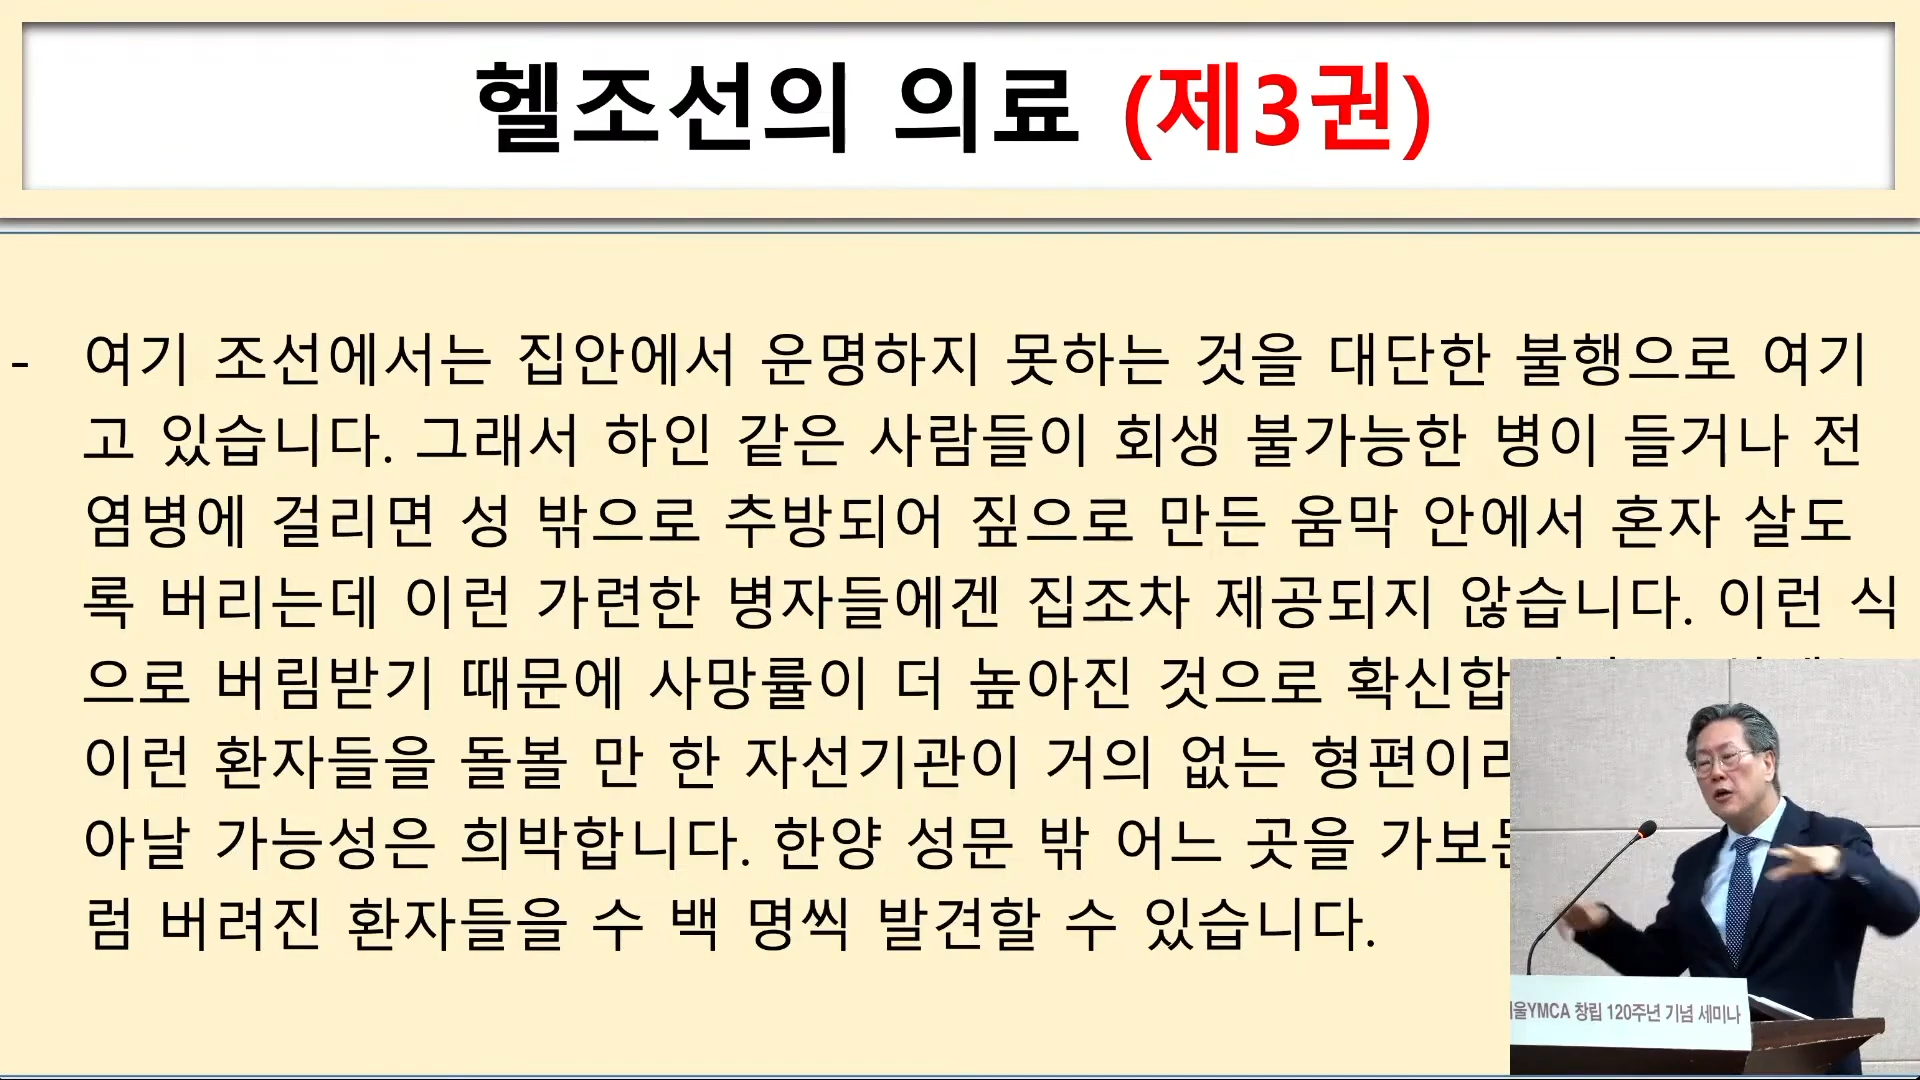 헬조선의 의료 (제3권)
- 여기 조선에서는 집안에서 운명하지 못하는 것을 대단한 불행으로 여기
고 있습니다. 그래서 하인 같은 사람들이 회생 불가능한 병이 들거나 전
염병에 걸리면 성 밖으로 추방되어 짚으로 만든 움막 안에서 혼자 살도
록 버리는데 이런 가련한 병자들에겐 집조차 제공되지 않습니다. 이런 식
으로 버림받기 때문에 사망률이 더 높아진 것으로 확신합
이런 환자들을 돌볼 만 한 자선기관이 거의 없는 형편이라
아날 가능성은 희박합니다. 한양 성문 밖 어느 곳을 가보든
럼 버려진 환자들을 수 백 명씩 발견할 수 있습니다.
울YMCA 창립 120주년 기념 세미나